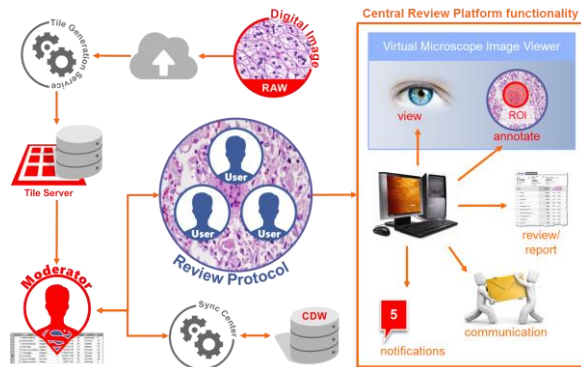 Central Review Platform functionality
Digital Image
RAW
Tile Generation
Service
Virtual Microscope Image Viewer
view
ROI
annotate
Tile Server
User
User
User
Review Protocol
review/
report
Moderator
Sync Center
CDW
5
notifications
communication